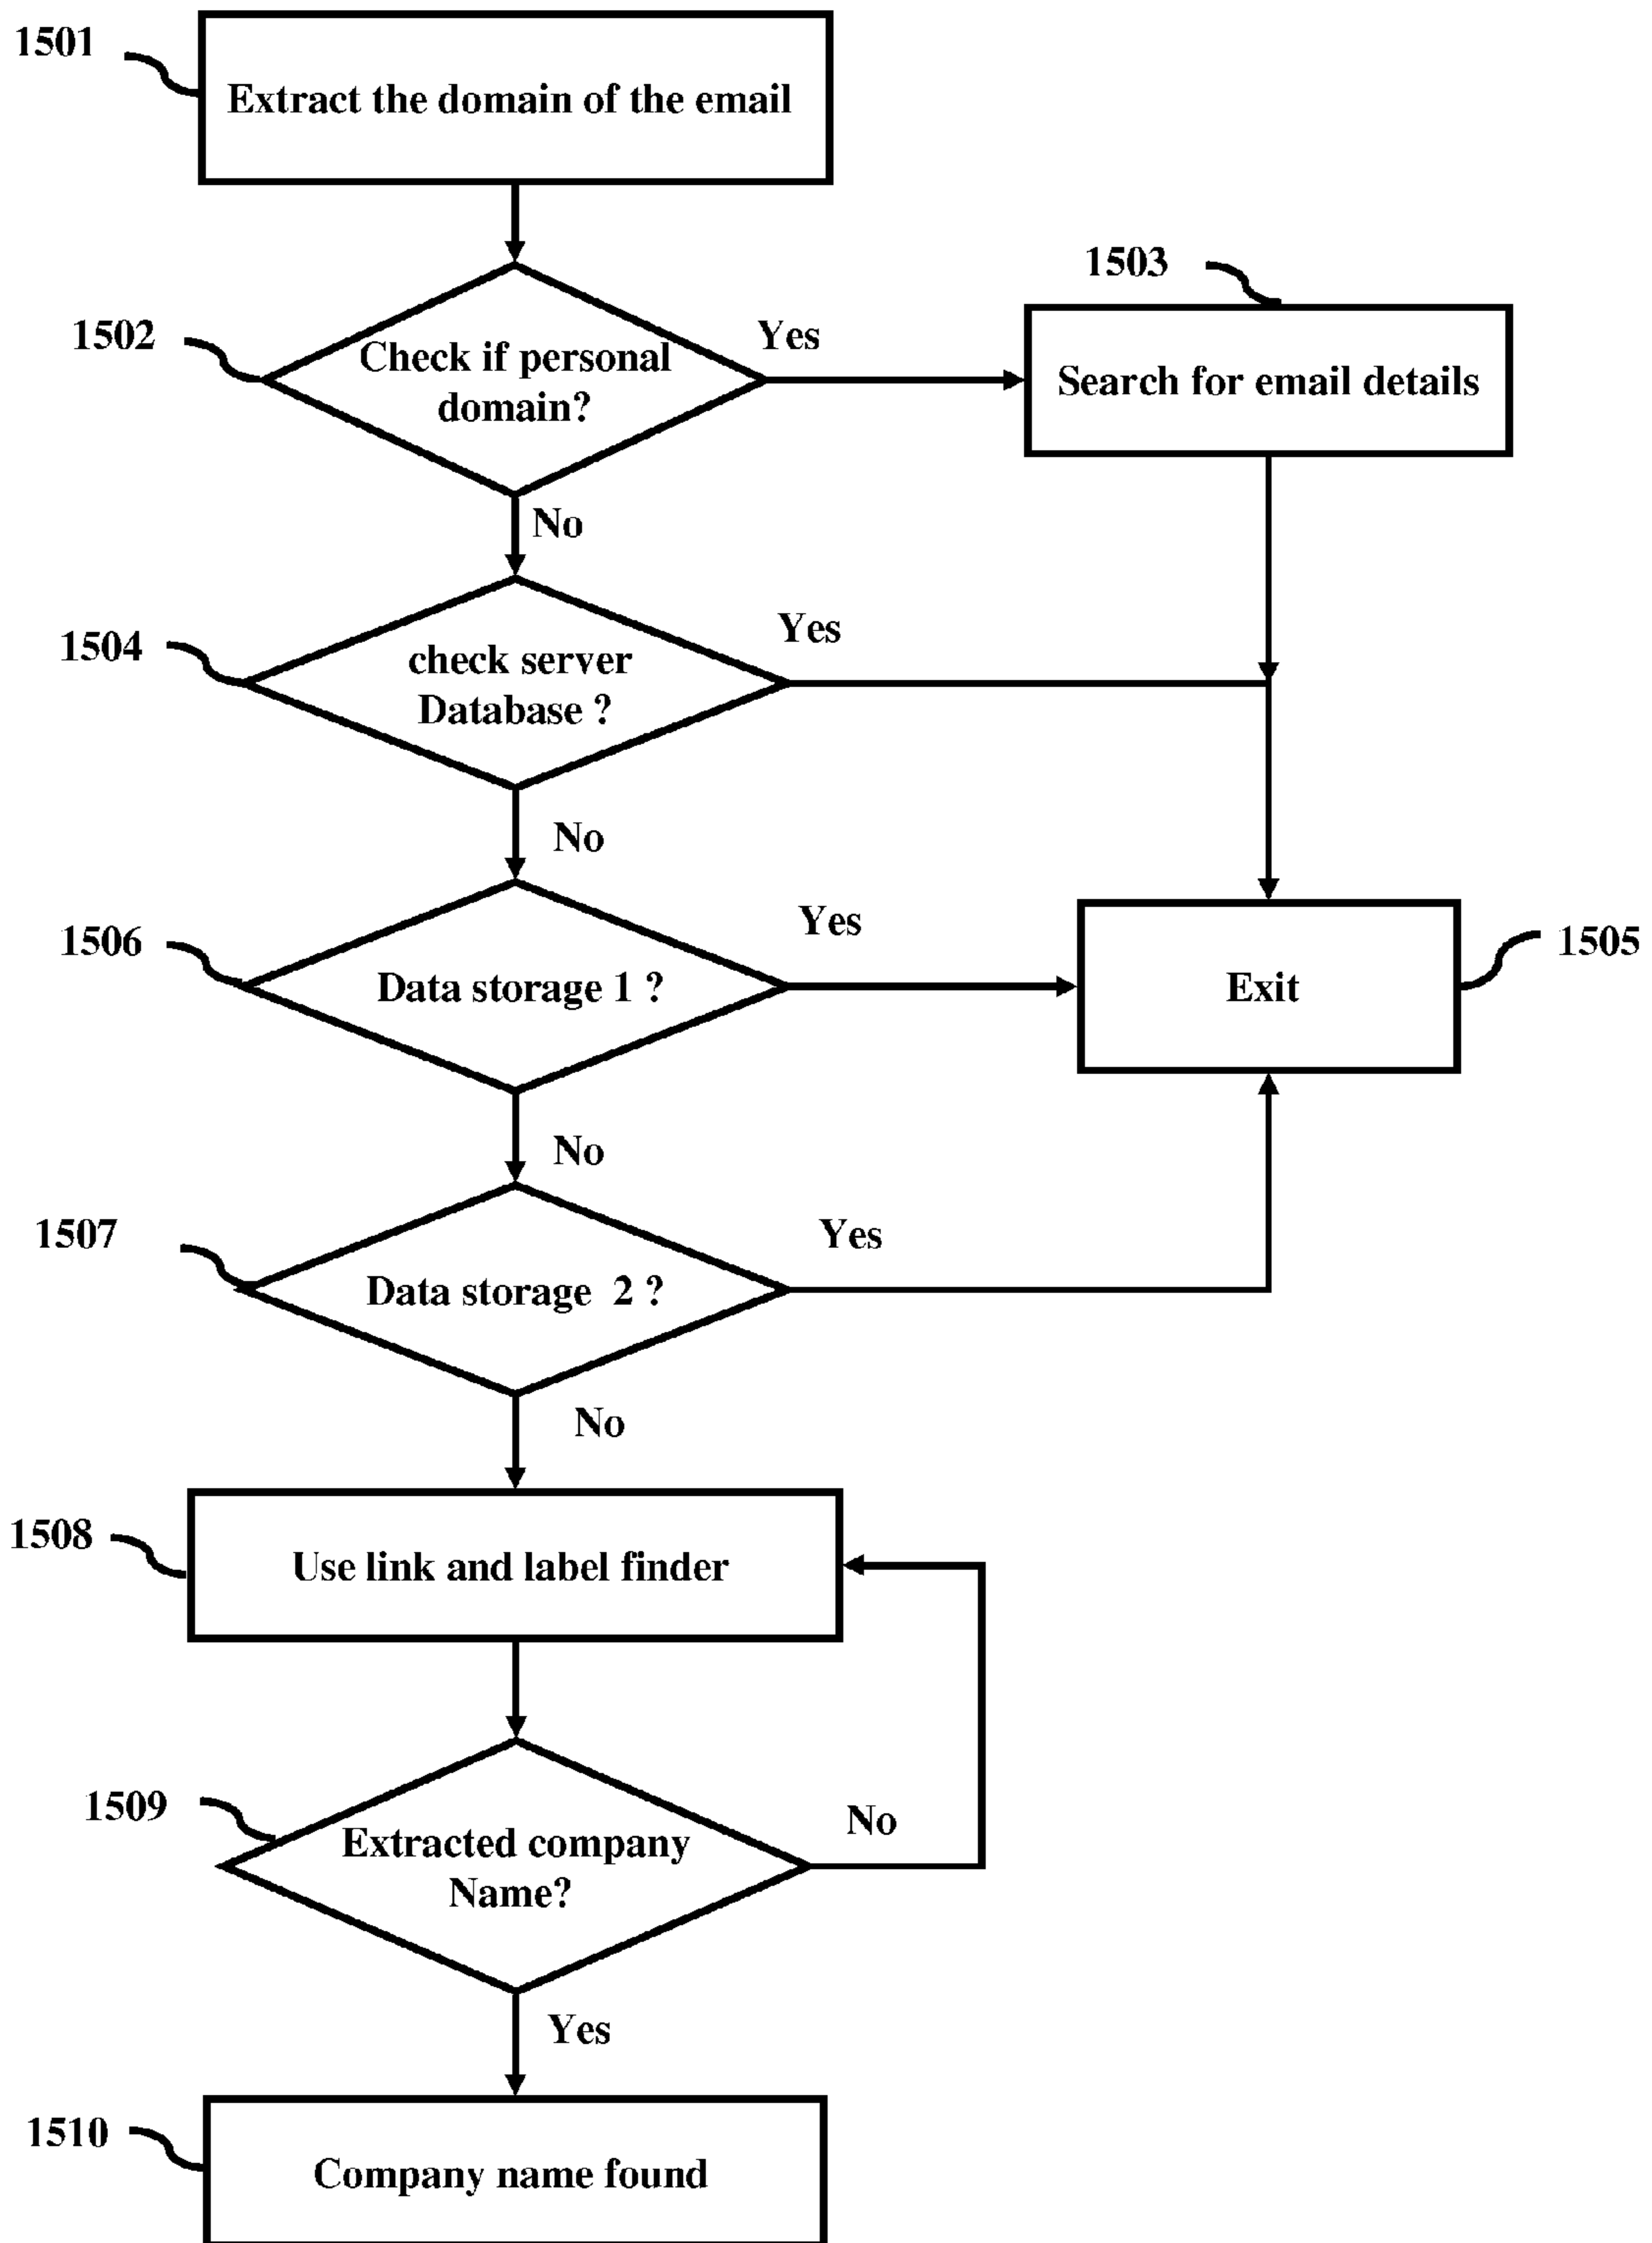 1501
Extract the domain of the email
1503
1502
Yes
Check if personal
domain?
Search for email details
No
1504
Yes
check server
Database ?
No
1506
Yes
1505
Data storage 1 ?
Exit
No
1507
Yes
Data storage  2 ?
No
1508
Use link and label finder
1509
No
Extracted company
Name?
Yes
1510
Company name found